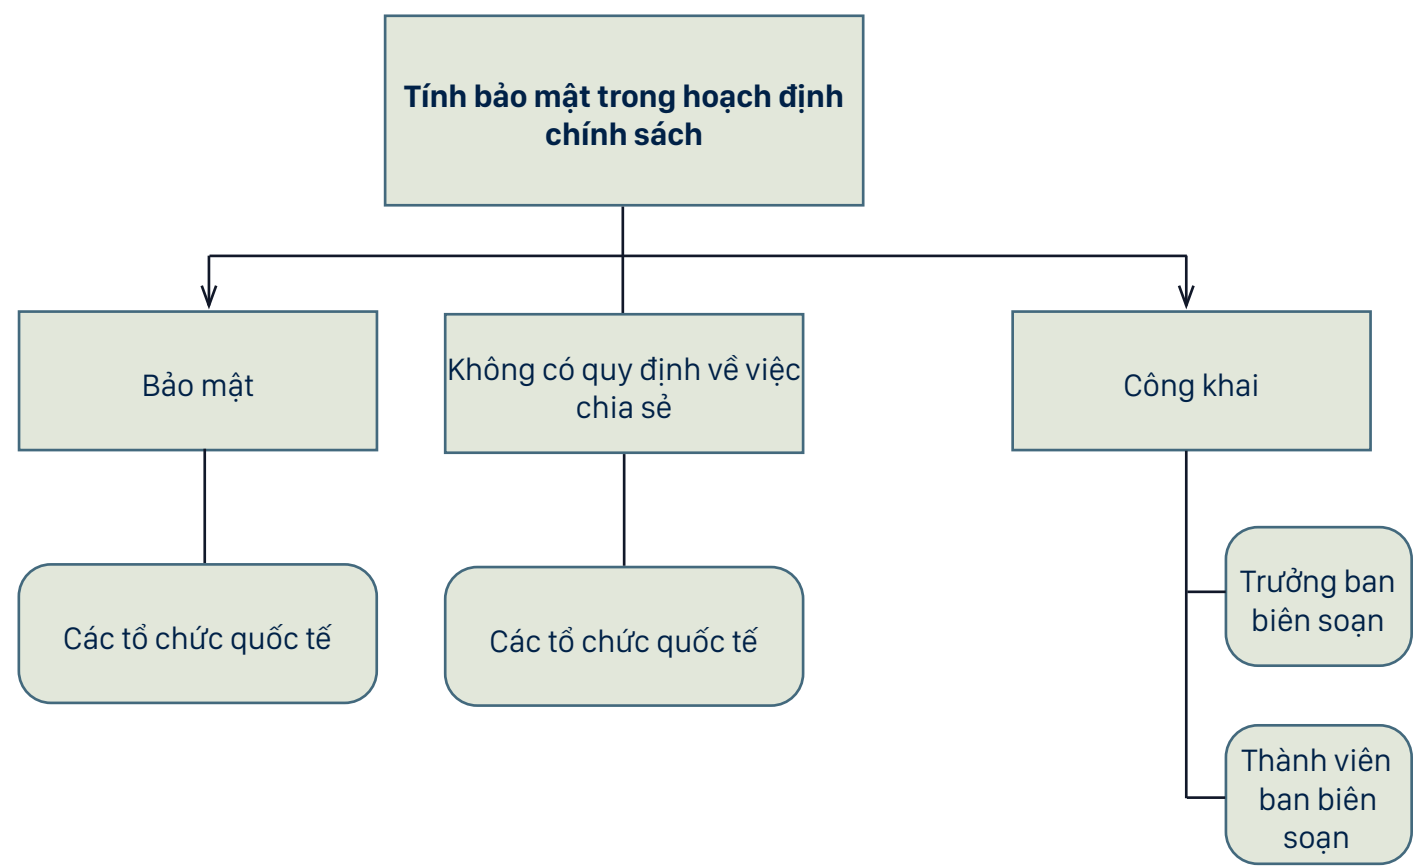 Tính bảo mật trong hoạch định
chính sách
Bảo mật
Không có quy định về việc
chia sẻ
Công khai
Các tổ chức quốc tế
Các tổ chức quốc tế
Trưởng ban
biên soạn
Thành viên
ban biên
soạn